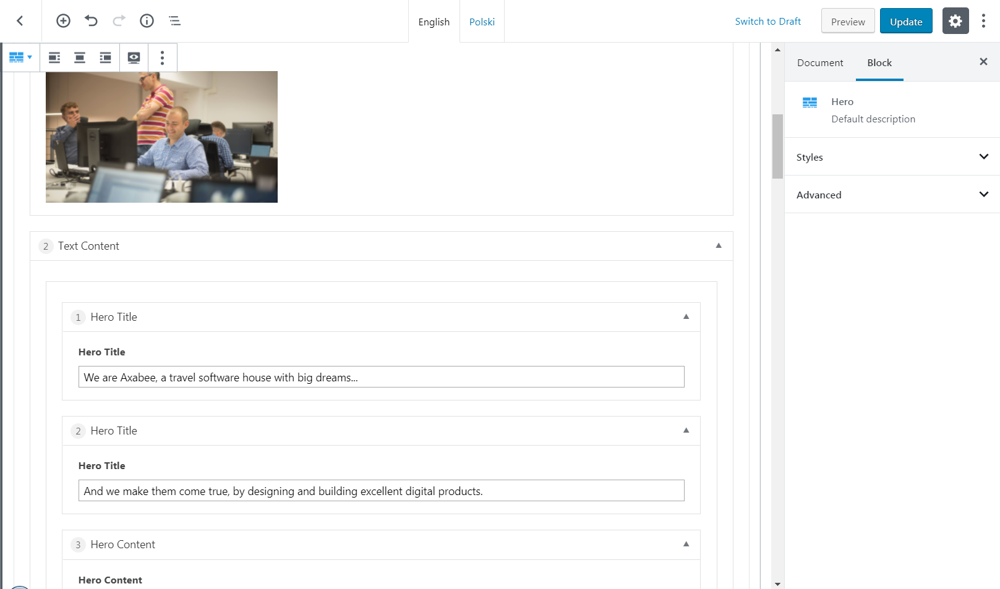 English
Polski
Switch to Draft
Preview
Update
Document
Block
Hero
Default description
Styles
Advanced
2 Text Content
1 Hero Title
Hero Title
We are Axabee, a travel software house with big dreams...
2 Hero Title
Hero Title
And we make them come true, by designing and building excellent digital products.
3 Hero Content
Hero Content